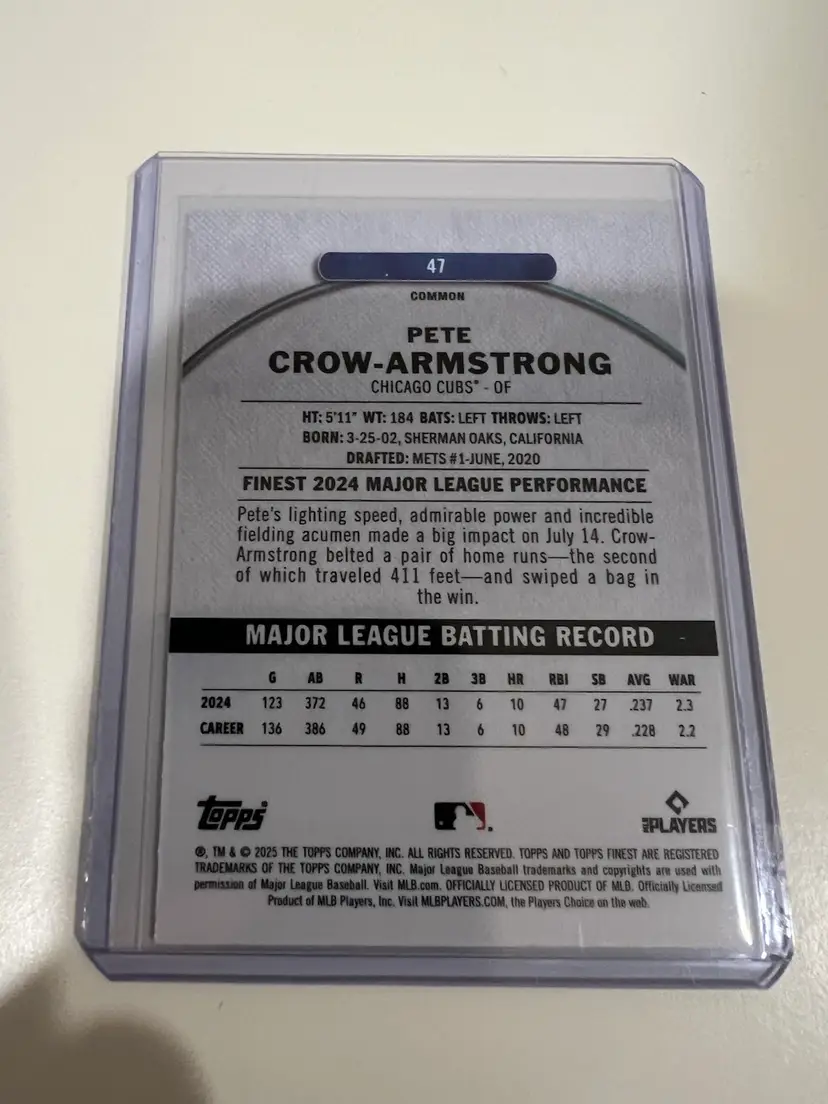 47
COMMON
PETE
CROW-ARMSTRONG
CHICAGO CUBS® - OF
HT: 5'11" WT: 184 BATS: LEFT THROWS: LEFT
BORN: 3-25-02, SHERMAN OAKS, CALIFORNIA
DRAFTED: METS #1-JUNE, 2020
FINEST 2024 MAJOR LEAGUE PERFORMANCE
Pete's lighting speed, admirable power and incredible
fielding acumen made a big impact on July 14. Crow-
Armstrong belted a pair of home runs—the second
of which traveled 411 feet—and swiped a bag in
the win.
MAJOR LEAGUE BATTING RECORD
G AB R H 2B 3B HR RBI SB AVG WAR
2024 123 372 46 88 13 6 10 47 27 .237 2.3
CAREER 136 386 49 88 13 6 10 48 29 .228 2.2
topps
PLAYERS
®, TM & © 2025 THE TOPPS COMPANY, INC. ALL RIGHTS RESERVED. TOPPS AND TOPPS FINEST ARE REGISTERED
TRADEMARKS OF THE TOPPS COMPANY, INC. Major League Baseball trademarks and copyrights are used with
permission of Major League Baseball. Visit MLB.com. OFFICIALLY LICENSED PRODUCT OF MLB. Officially Licensed
Product of MLB Players, Inc. Visit MLBPLAYERS.COM, the Players Choice on the web.